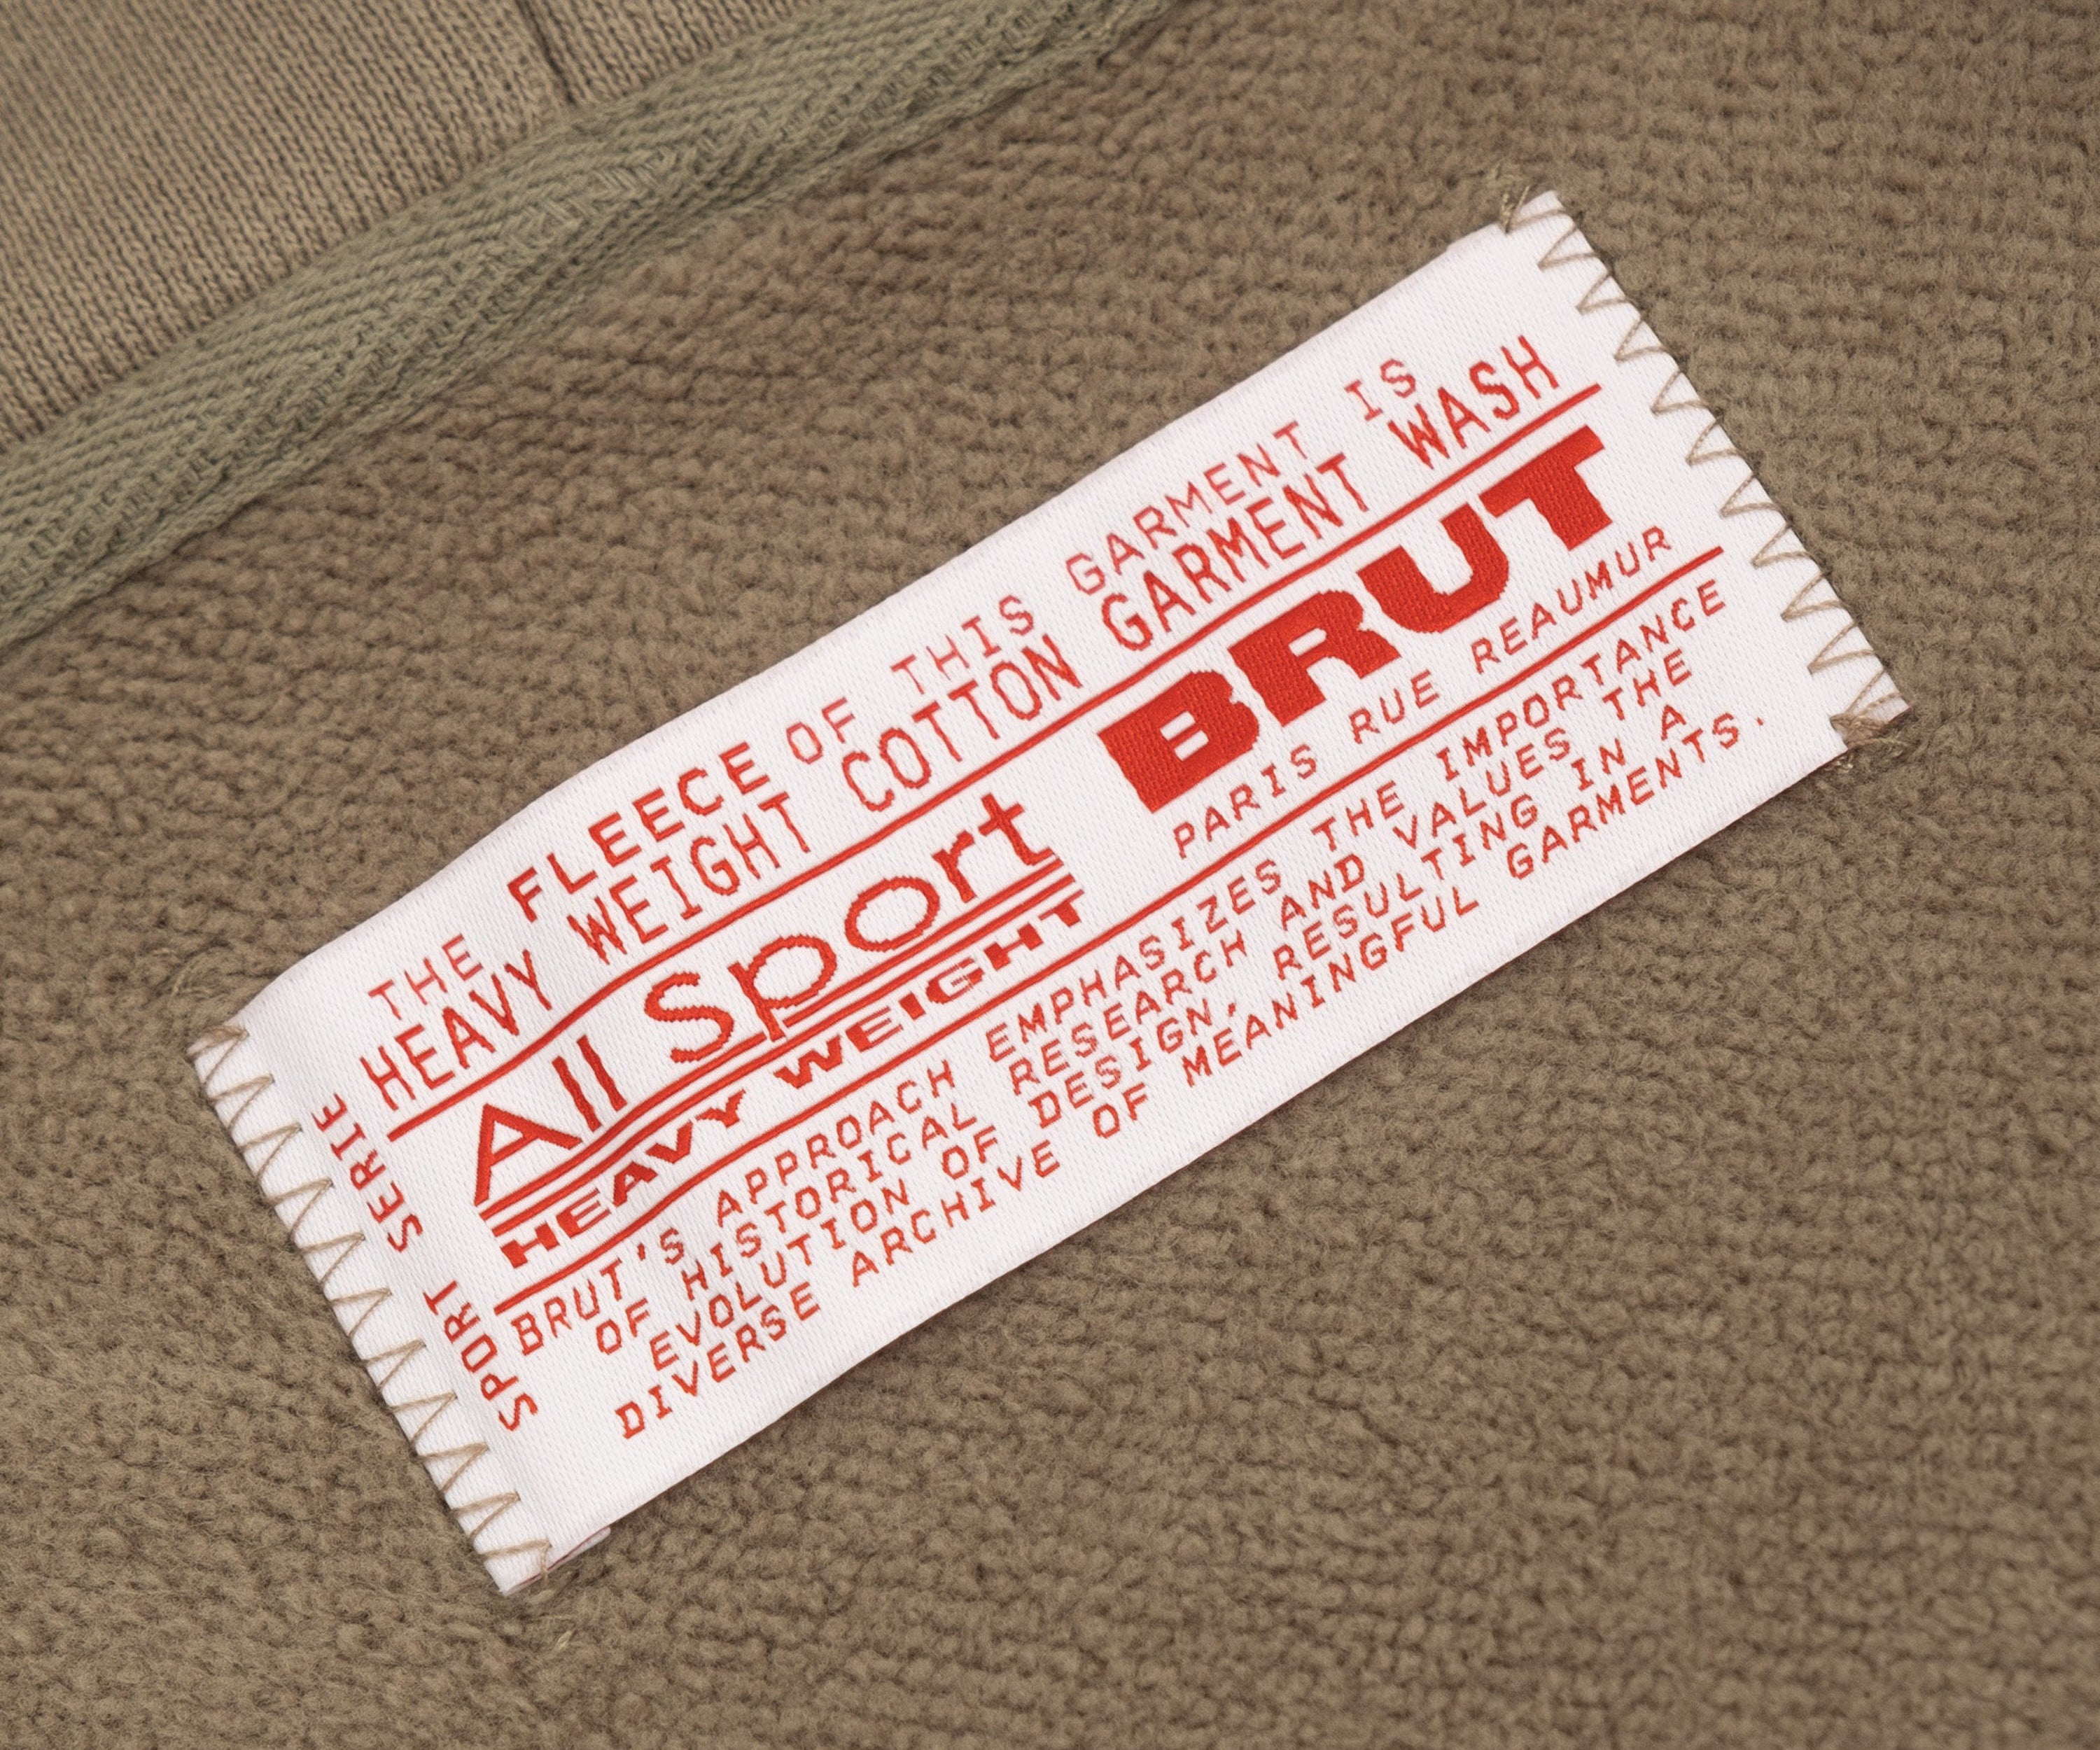 THE FLEECE OF THIS GARMENT IS
HEAVY WEIGHT COTTON GARMENT WASH
SPORT SERIE
All Sport
HEAVY WEIGHT
BRUT
PARIS RUE REAUMUR
BRUT'S APPROACH EMPHASIZES THE IMPORTANCE
OF HISTORICAL RESEARCH AND VALUES THE
EVOLUTION OF DESIGN, RESULTING IN A
DIVERSE ARCHIVE OF MEANINGFUL GARMENTS.